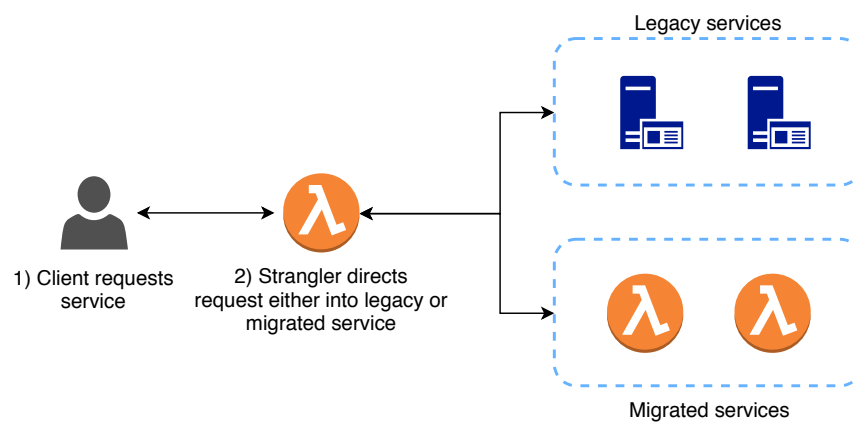 Legacy services
1) Client requests
service
2) Strangler directs
request either into legacy or
migrated service
Migrated services